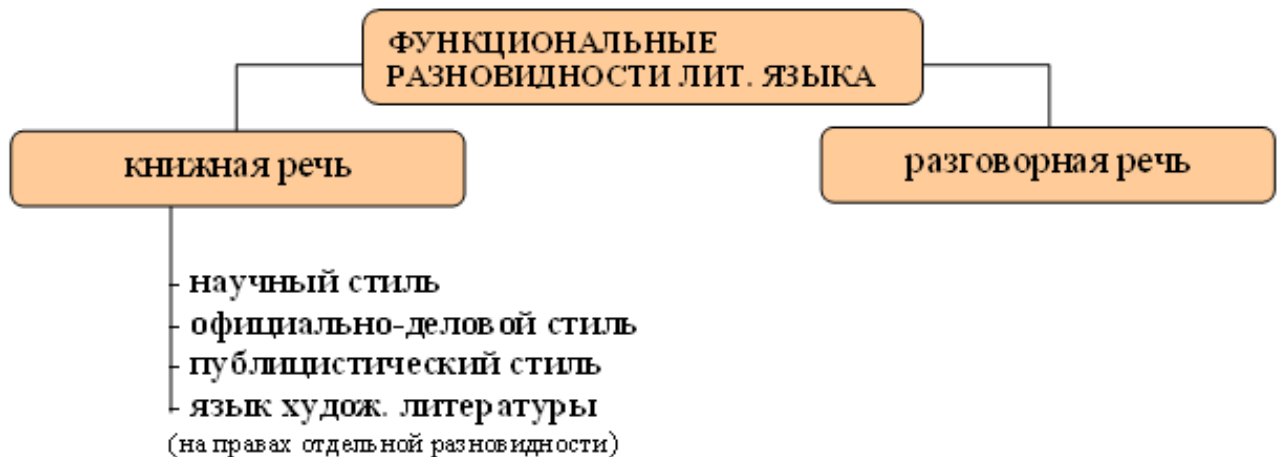 ФУНКЦИОНАЛЬНЫЕ
РАЗНОВИДНОСТИ ЛИТ. ЯЗЫКА
книжная речь
разговорная речь
- научный стиль
- официально-деловой стиль
- публицистический стиль
- язык худож. литературы
(на правах отдельной разновидности)